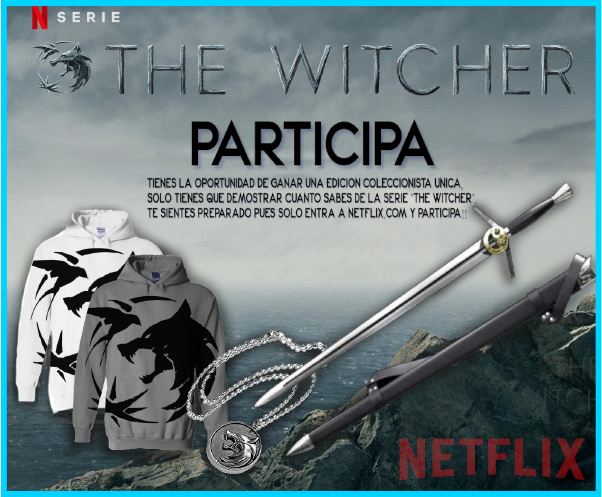 N SERIE
THE WITCHER
PARTICIPA
TIENES LA OPORTUNIDAD DE GANAR UNA EDICION COLECCIONISTA UNICA,
SOLO TIENES QUE DEMOSTRAR CUANTO SABES DE LA SERIE "THE WITCHER"
TE SIENTES PREPARADO PUES SOLO ENTRA A NETFLIX.COM Y PARTICIPA!!
NETFLIX